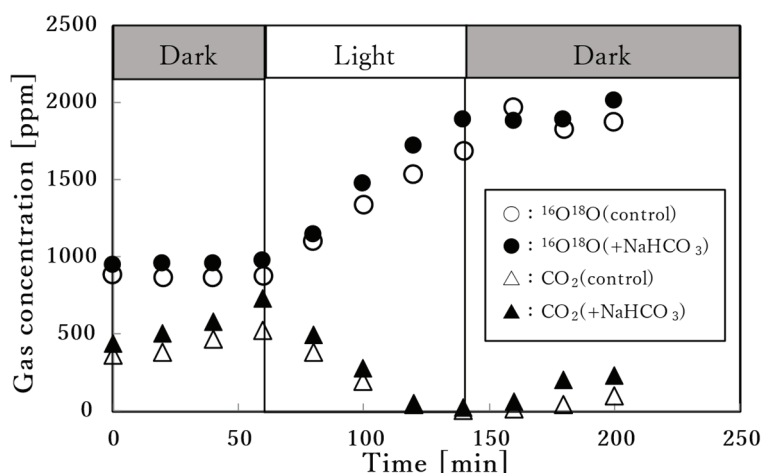 2500
Dark Light Dark
2000
1500
1000
500
0
Gas concentration [ppm]
○ : ¹⁶O¹⁸O(control)
● : ¹⁶O¹⁸O(+NaHCO₃)
△ : CO₂(control)
▲ : CO₂(+NaHCO₃)
0 50 100 150 200 250
Time [min]